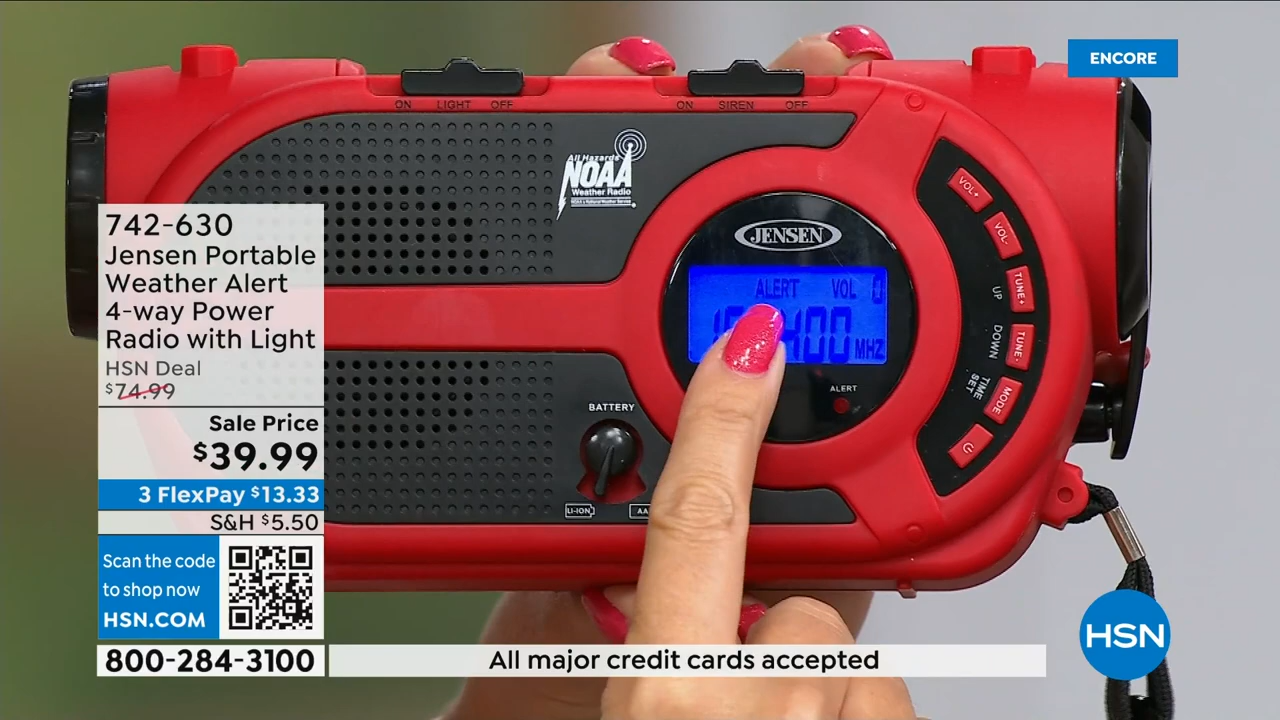 ENCORE
ON LIGHT OFF
ON SIREN OFF
All Hazards
NOAA
Weather Radio
JENSEN
ALERT VOL 0
MHZ
ALERT
VOL+
VOL-
TUNE+
UP
TUNE-
DOWN
MODE
TIME SET
BATTERY
LI-ION
AA
742-630
Jensen Portable
Weather Alert
4-way Power
Radio with Light
HSN Deal
$74.99
Sale Price
$39.99
3 FlexPay $13.33
S&H $5.50
Scan the code
to shop now
HSN.COM
800-284-3100
All major credit cards accepted
HSN